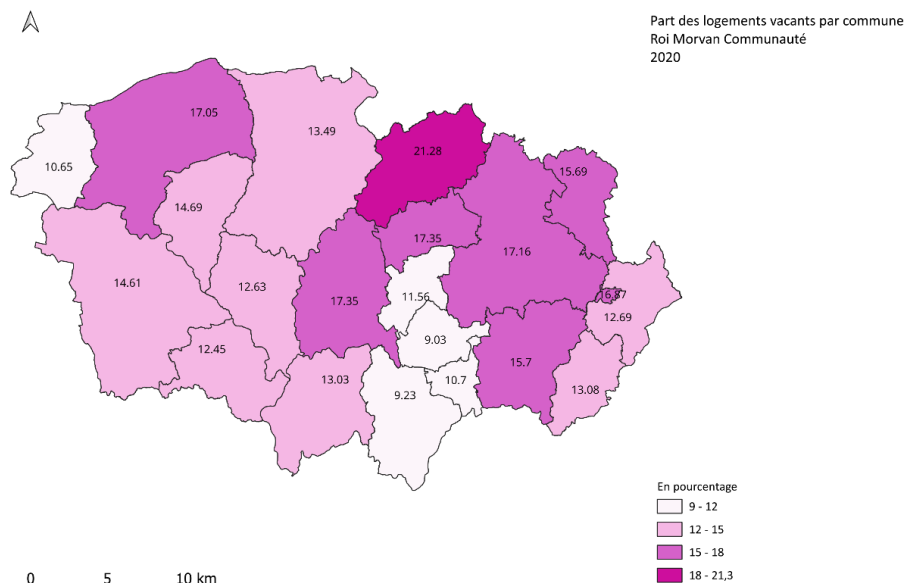 Part des logements vacants par commune
Roi Morvan Communauté
2020
17.05
13.49
21.28
10.65
15.69
14.69
17.35
17.16
14.61
12.63
11.56
17.35
16.87
12.69
9.03
12.45
15.7
13.03
10.7
13.08
9.23
En pourcentage
9 - 12
12 - 15
15 - 18
18 - 21,3
0 5 10 km